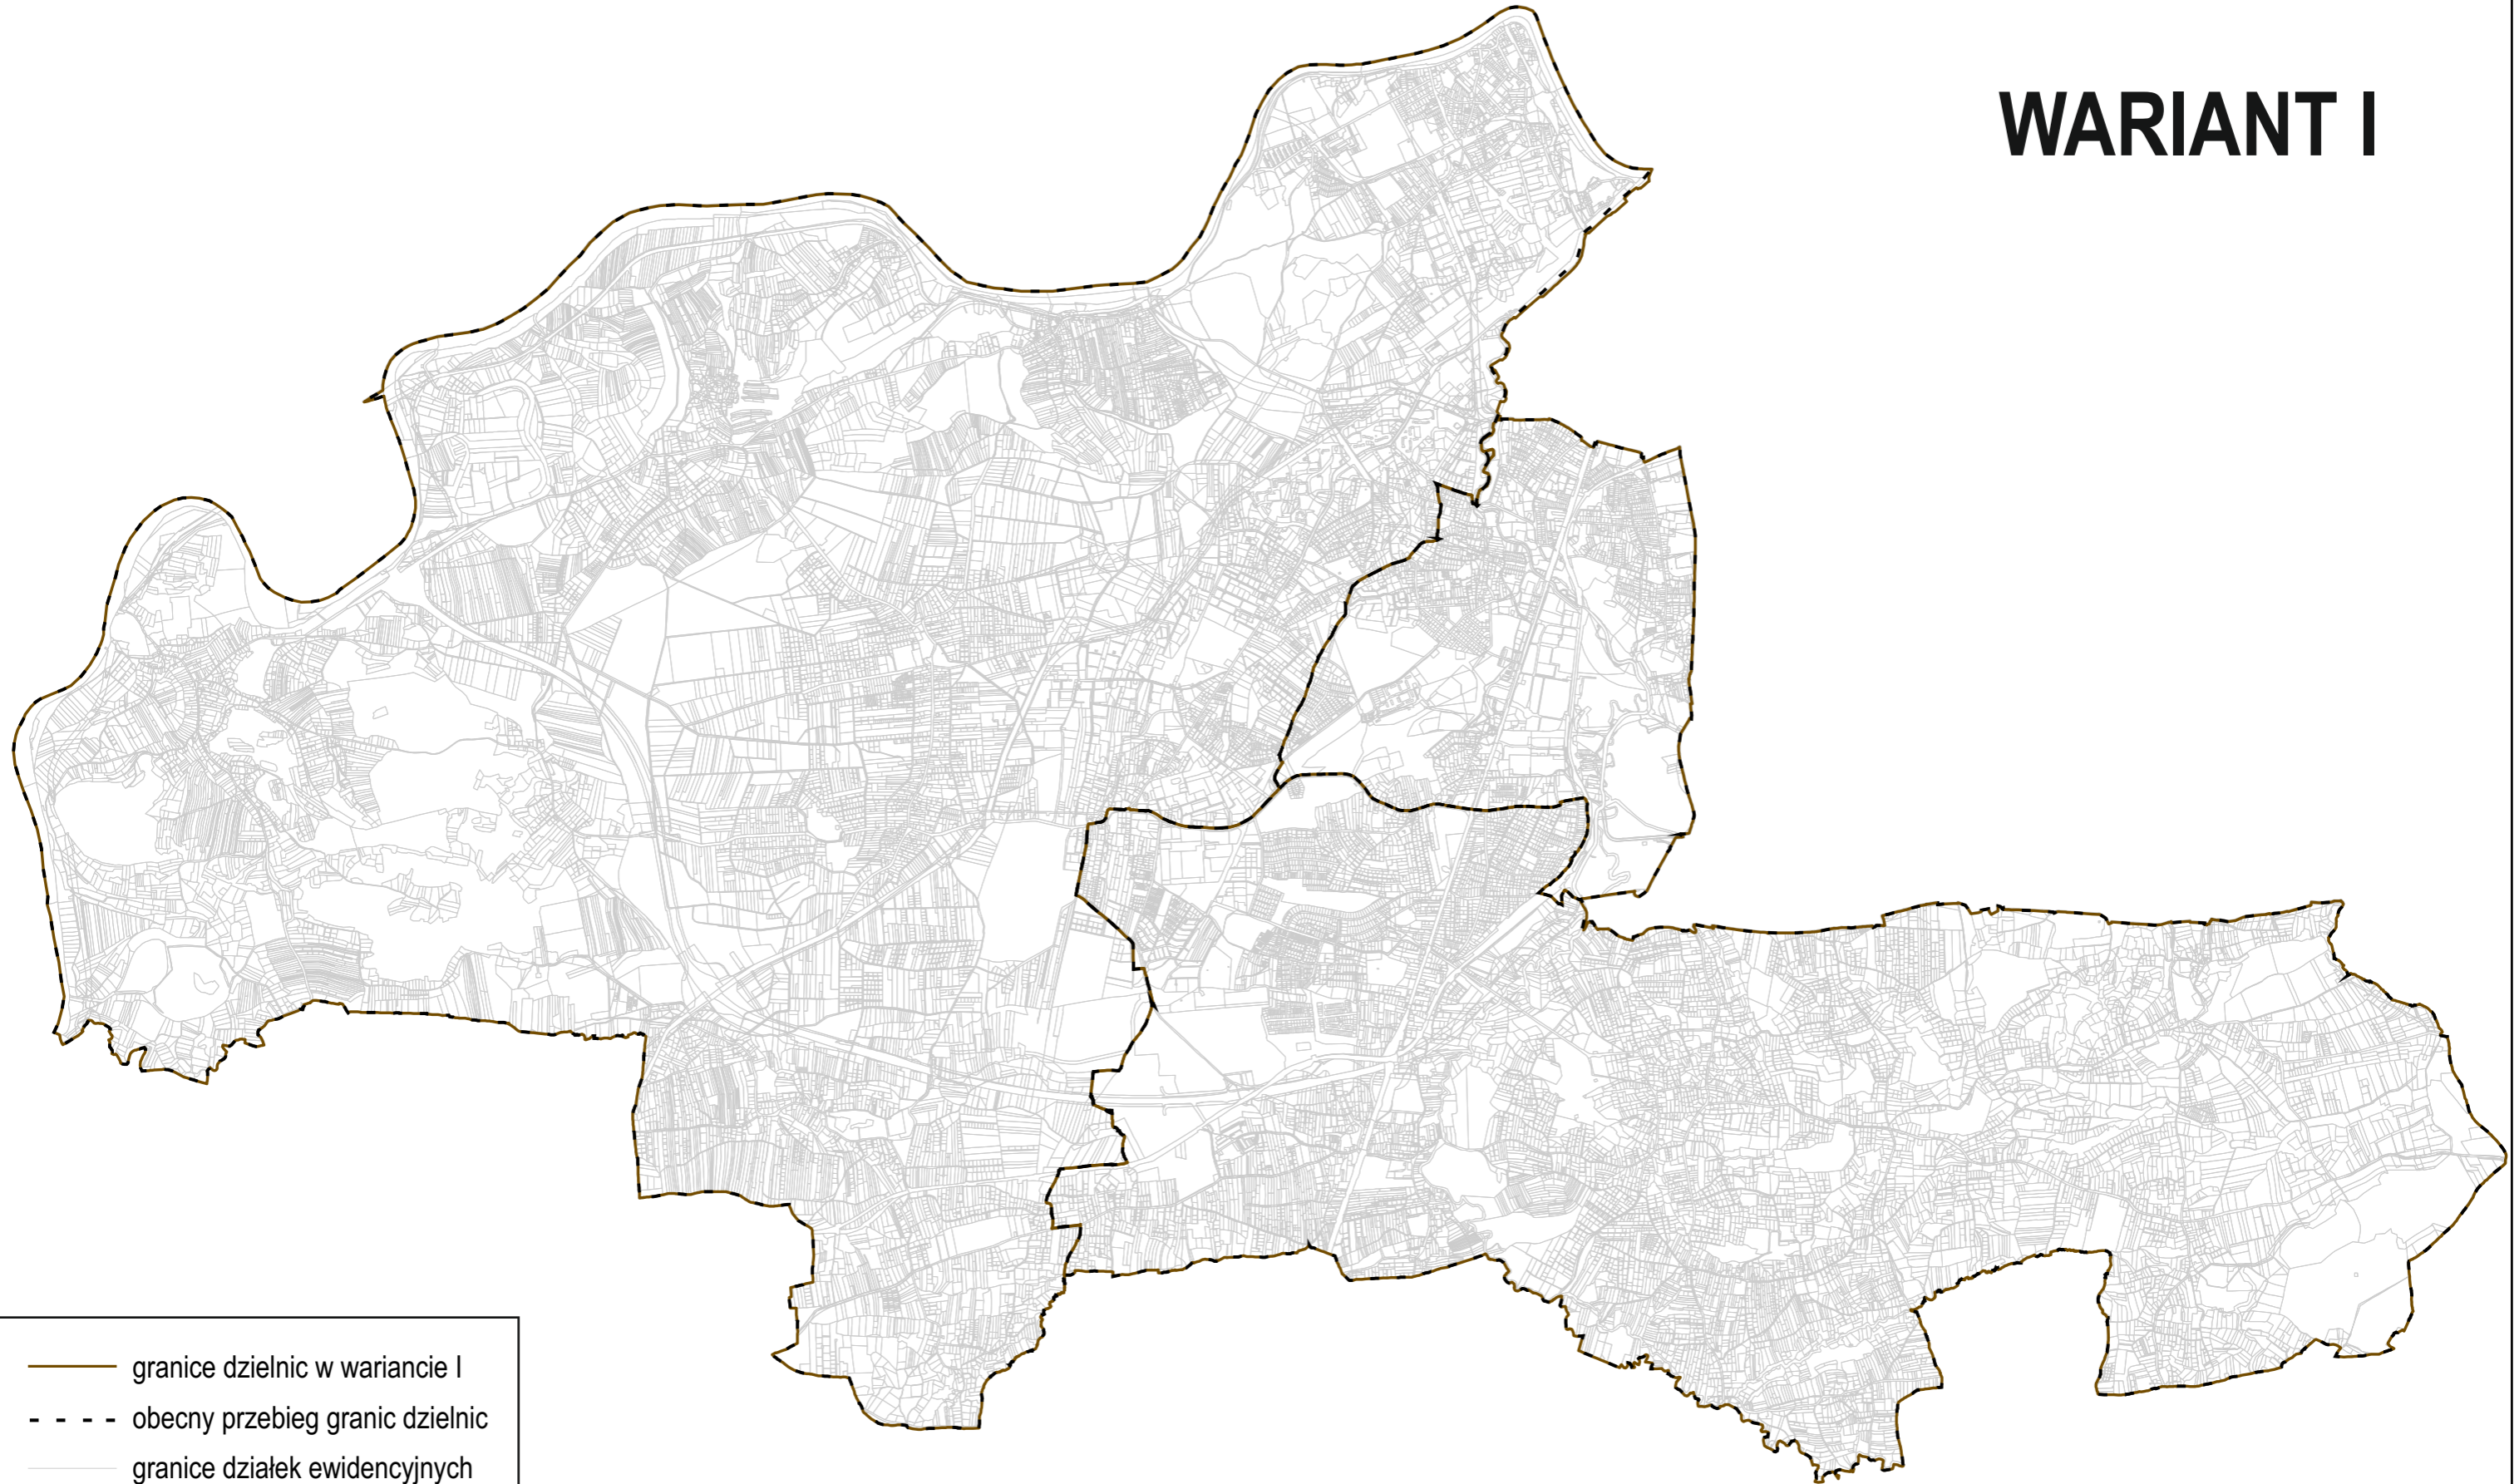 WARIANT I
granice dzielnic w wariancie I
obecny przebieg granic dzielnic
granice działek ewidencyjnych